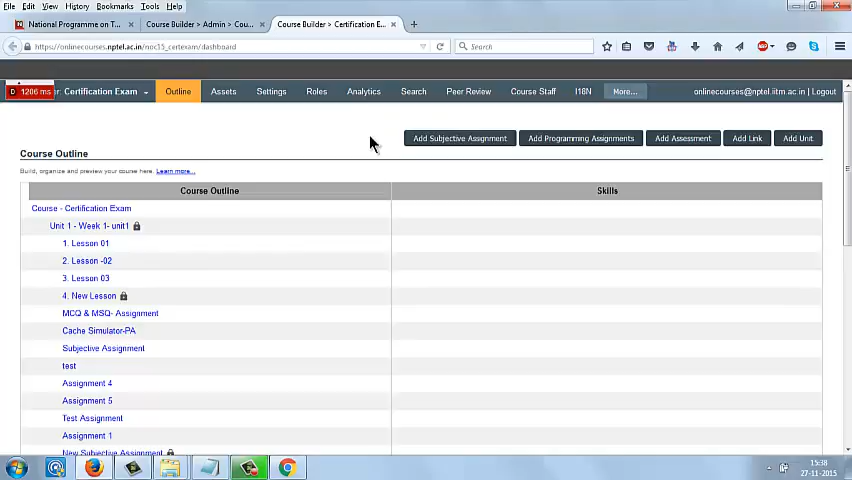 File Edit View History Bookmarks Tools Help
National Programme on T... × Course Builder > Admin > Cou... × Course Builder > Certification E... × +
https://onlinecourses.nptel.ac.in/noc15_certexam/dashboard Search
D 1206 ms r: Certification Exam Outline Assets Settings Roles Analytics Search Peer Review Course Staff I18N More... onlinecourses@nptel.iitm.ac.in | Logout
Add Subjective Assignment Add Programming Assignments Add Assessment Add Link Add Unit
Course Outline
Build, organize and preview your course here. Learn more...
Course Outline Skills
Course - Certification Exam
Unit 1 - Week 1- unit1
1. Lesson 01
2. Lesson -02
3. Lesson 03
4. New Lesson
MCQ & MSQ- Assignment
Cache Simulator-PA
Subjective Assignment
test
Assignment 4
Assignment 5
Test Assignment
Assignment 1
New Subjective Assignment
15:38
27-11-2015